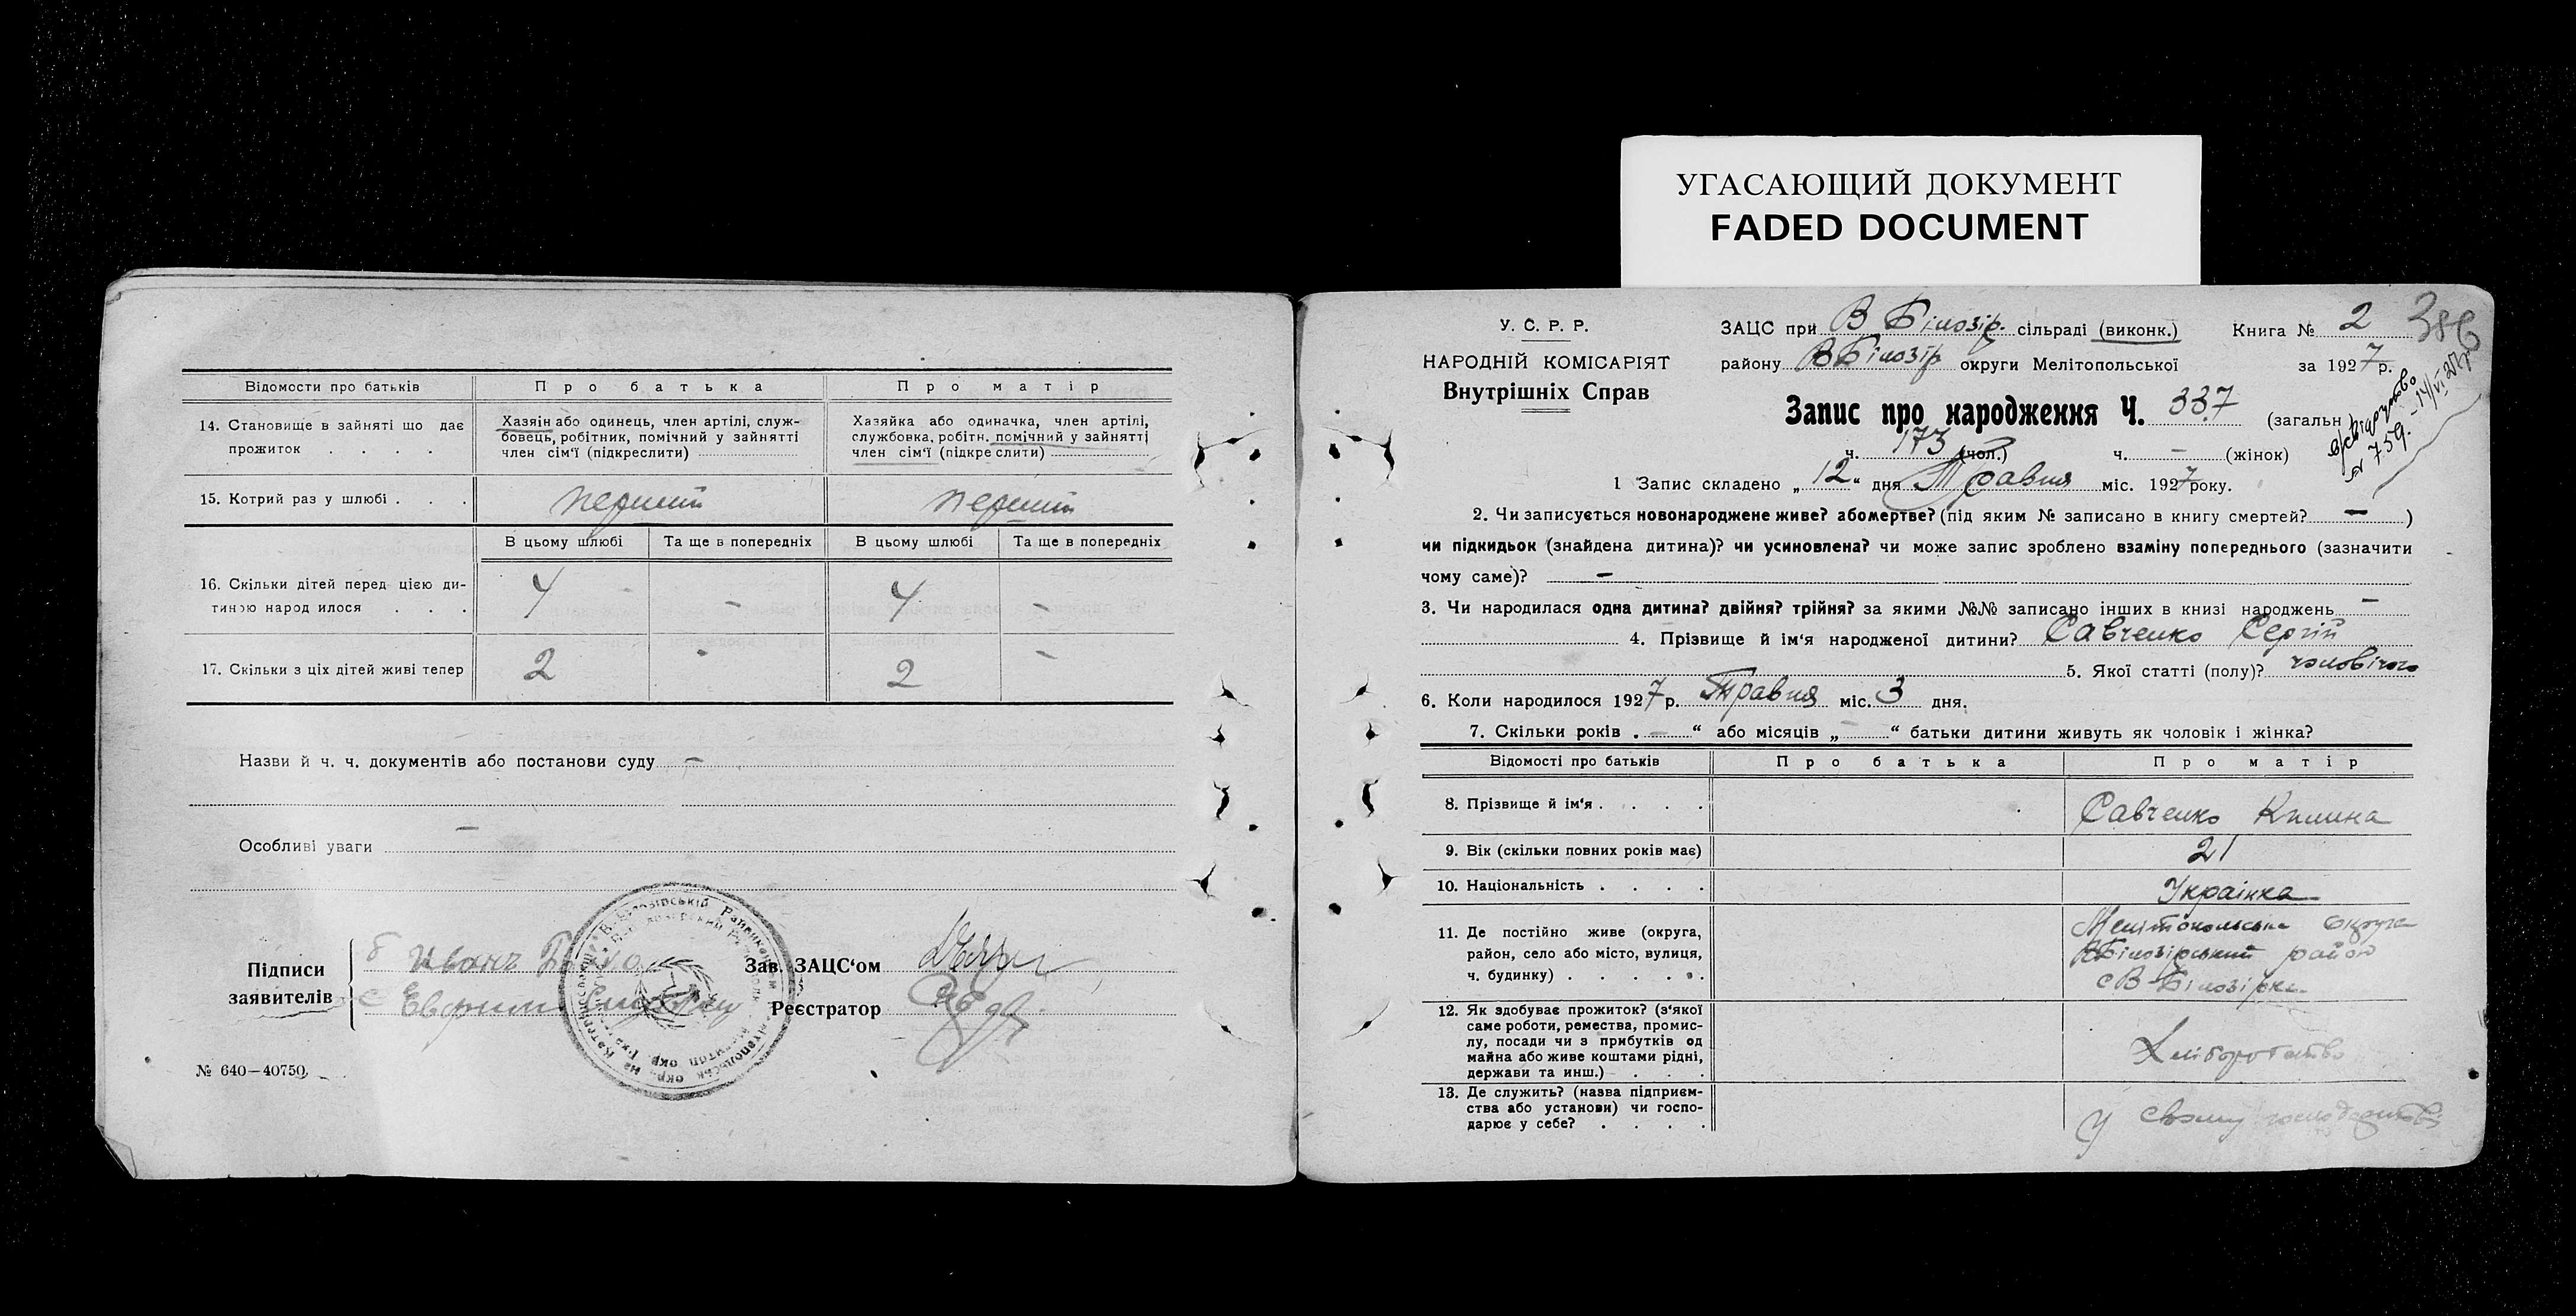 УГАСАЮЩИЙ ДОКУМЕНТ
FADED DOCUMENT
Відомости про батьків
Про батька
Про матір
14. Становище в зайняті що дає прожиток . . . .
Хазяін або одинець, член артілі, служ-
бовець, робітник, помічний у зайнятті
член сім'ї (підкреслити)
Хазяйка або одиначка, член артілі,
службовка, робітн. помічний у зайнятті
член сім'ї (підкреслити)
15. Котрий раз у шлюбі . . .
перший
перший
В цьому шлюбі
Та ще в попередніх
В цьому шлюбі
Та ще в попередніх
16. Скільки дітей перед цією ди-
тиною народ илося . . .
4 - 4 -
17. Скільки з ціх дітей живі тепер
2 - 2 -
Назви й ч. ч. документів або постанови суду —
Особливі уваги —
Підписи
заявителів
б Иванъ
с
Зав. ЗАЦС'ом
Реєстратор
№ 640—40750.
У. С. Р. Р.
НАРОДНІЙ КОМІСАРІЯТ
Внутрішніх Справ
ЗАЦС при В Білозір. сільраді (виконк.)
Книга № 2
386
району В Білозір округи Мелітопольської
за 1927 р.
Запис про народження Ч. 337 (загальн.)
ч. 173 (чол.) ч. — (жінок)
№ 759.
1 Запис складено „12“ дня Травня міс. 1927 року.
2. Чи записується новонароджене живе? або мертве? (під яким № записано в книгу смертей? — )
чи підкидьок (знайдена дитина)? чи усиновлена? чи може запис зроблено взаміну попереднього (зазначити
чому саме)? —
3. Чи народилася одна дитина? двійня? трійня? за якими №№ записано інших в книзі народжень —
4. Прізвище й ім'я народженої дитини? Савченко Сергій
5. Якої статті (полу)? чоловічого
6. Коли народилося 1927 р. Травня міс. 3 дня.
7. Скільки років . — “ або місяців „ — “ батьки дитини живуть як чоловік і жінка?
Відомості про батьків
Про батька
Про матір
8. Прізвище й ім'я . . . .
Савченко Килина
9. Вік (скільки повних років має)
21
10. Національність . . . .
Українка
11. Де постійно живе (округа,
район, село або місто, вулиця,
ч. будинку) . . . . . .
Мелітопольська округа
ВБілозірський район
с В-Білозірка
12. Як здобуває прожиток? (з'якої
саме роботи, ремества, промис-
лу, посади чи з прибутків од
майна або живе коштами рідні,
держави та инш.) . . .
Хліборобство
13. Де служить? (назва підприєм-
ства або установи) чи госпо-
дарює у себе? . . . .
У свому господарстві